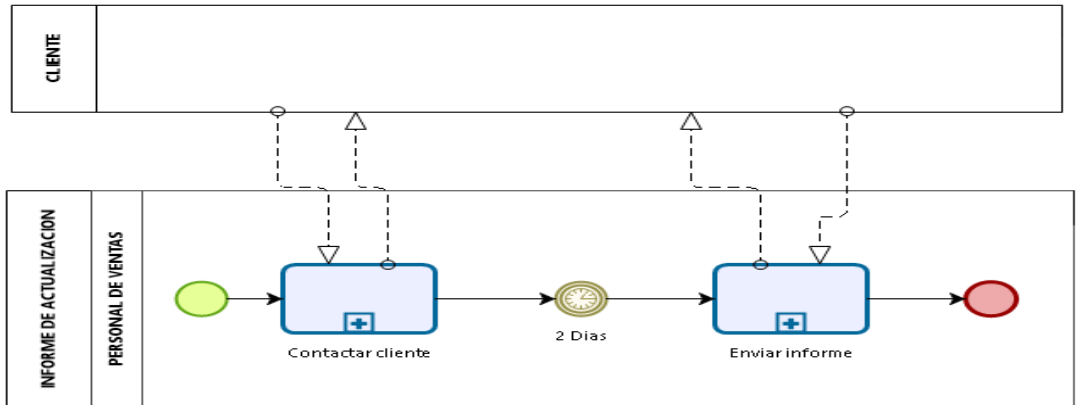 CLIENTE
INFORME DE ACTUALIZACION
PERSONAL DE VENTAS
Contactar cliente
2 Dias
Enviar informe